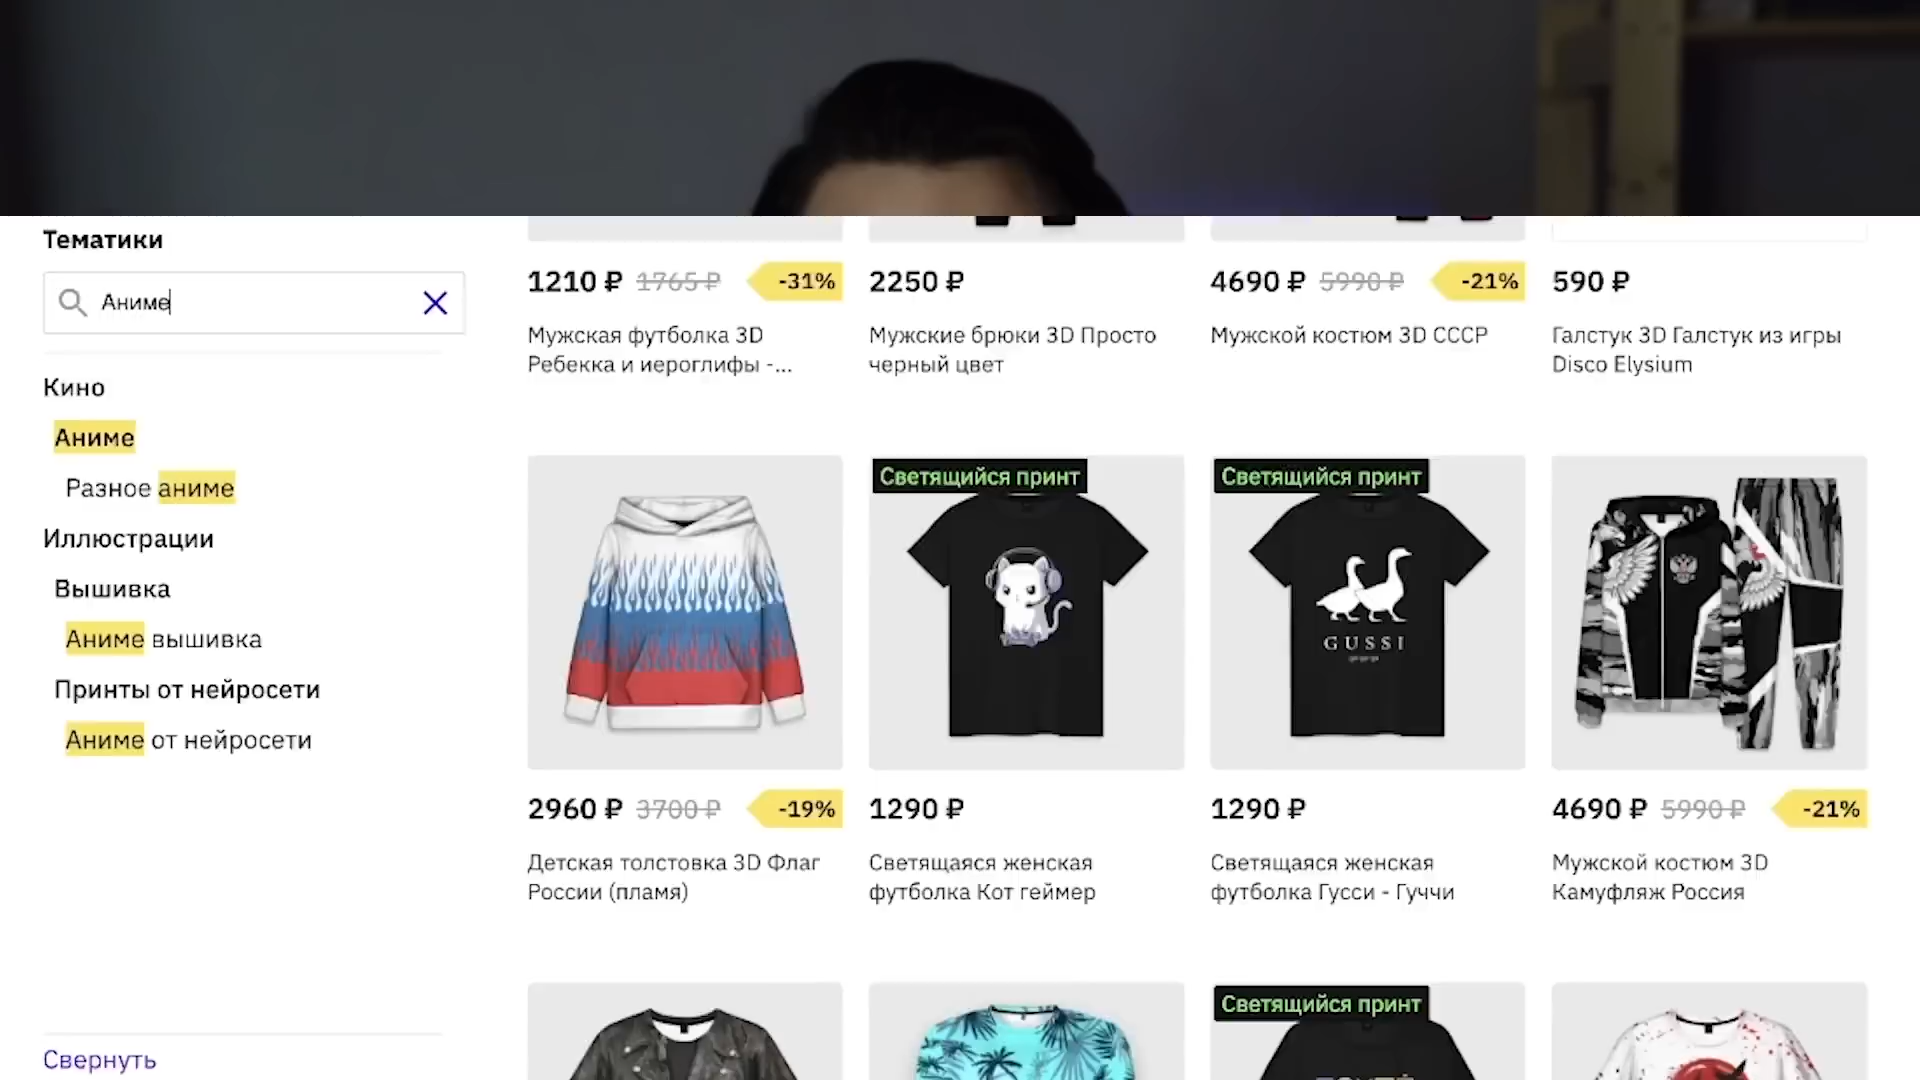 Тематики
Аниме
Кино
Аниме
Разное аниме
Иллюстрации
Вышивка
Аниме вышивка
Принты от нейросети
Аниме от нейросети
Свернуть
1210 ₽ 1765 ₽ -31%
Мужская футболка 3D
Ребекка и иероглифы -...
2250 ₽
Мужские брюки 3D Просто
черный цвет
4690 ₽ 5990 ₽ -21%
Мужской костюм 3D СССР
590 ₽
Галстук 3D Галстук из игры
Disco Elysium
2960 ₽ 3700 ₽ -19%
Детская толстовка 3D Флаг
России (пламя)
Светящийся принт
1290 ₽
Светящаяся женская
футболка Кот геймер
Светящийся принт
GUSSI
1290 ₽
Светящаяся женская
футболка Гусси - Гуччи
4690 ₽ 5990 ₽ -21%
Мужской костюм 3D
Камуфляж Россия
Светящийся принт